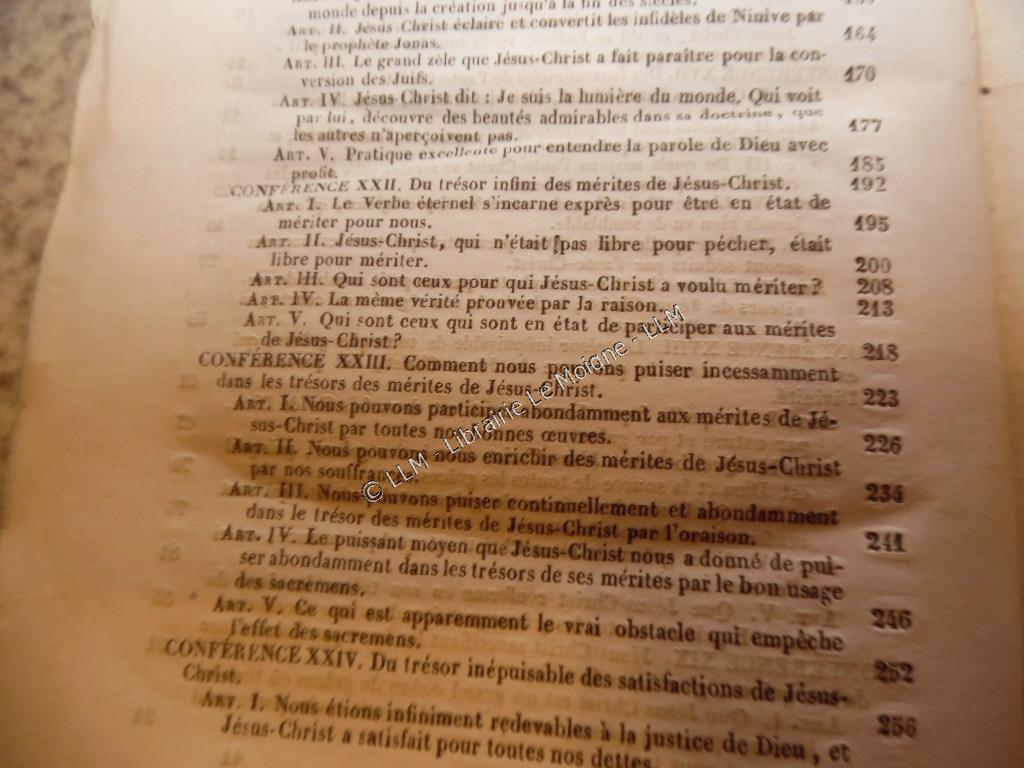 monde depuis la création jusqu'à la fin des siècles.
ART. II. Jésus Christ éclaire et convertit les infidèles de Ninive par
le prophète Jonas. 164
ART. III. Le grand zèle que Jésus-Christ a fait paraître pour la con-
version des Juifs. 170
ART. IV. Jésus Christ dit : Je suis la lumière du monde. Qui voit
par lui, découvre des beautés admirables dans sa doctrine, que
les autres n'aperçoivent pas. 177
ART. V. Pratique excellente pour entendre la parole de Dieu avec
profit. 185
CONFÉRENCE XXII. Du trésor infini des mérites de Jésus-Christ. 192
ART. I. Le Verbe éternel s'incarne exprès pour être en état de
mériter pour nous. 195
ART. II. Jésus-Christ, qui n'était pas libre pour pécher, était
libre pour mériter. 200
ART. III. Qui sont ceux pour qui Jésus-Christ a voulu mériter ? 208
ART. IV. La même vérité prouvée par la raison. 213
ART. V. Qui sont ceux qui sont en état de participer aux mérites
de Jésus-Christ ? 218
CONFÉRENCE XXIII. Comment nous pouvons puiser incessamment
dans les trésors des mérites de Jésus-Christ. 223
ART. I. Nous pouvons participer abondamment aux mérites de Jé-
sus-Christ par toutes nos bonnes œuvres. 226
ART. II. Nous pouvons nous enrichir des mérites de Jésus-Christ
par nos souffrances 234
ART. III. Nous pouvons puiser continuellement et abondamment
dans le trésor des mérites de Jésus-Christ par l'oraison. 241
ART. IV. Le puissant moyen que Jésus-Christ nous a donné de pui-
ser abondamment dans les trésors de ses mérites par le bon usage
des sacremens. 246
ART. V. Ce qui est apparemment le vrai obstacle qui empêche
l'effet des sacremens. 252
CONFÉRENCE XXIV. Du trésor inépuisable des satisfactions de Jésus-
Christ. 256
ART. I. Nous étions infiniment redevables à la justice de Dieu, et
Jésus-Christ a satisfait pour toutes nos dettes.
© LLM - Librairie Le Moigne - LLM